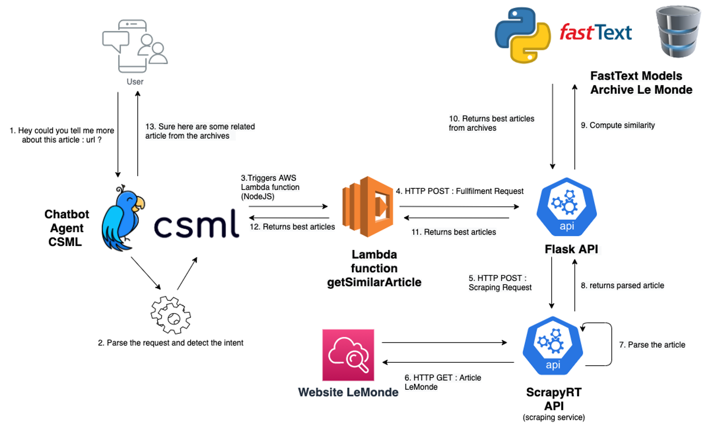 fastText
User
FastText Models
Archive Le Monde
1. Hey could you tell me more
about this article : url ?
13. Sure here are some related
article from the archives
10. Returns best articles
from archives
9. Compute similarity
3.Triggers AWS
Lambda function
(NodeJS)
4. HTTP POST : Fullfilment Request
Chatbot
Agent
CSML
csml
12. Returns best articles
11. Returns best articles
api
Lambda
function
getSimilarArticle
Flask API
5. HTTP POST :
Scraping Request
8. returns parsed article
2. Parse the request and detect the intent
7. Parse the article
api
6. HTTP GET : Article
LeMonde
Website LeMonde
ScrapyRT
API
(scraping service)